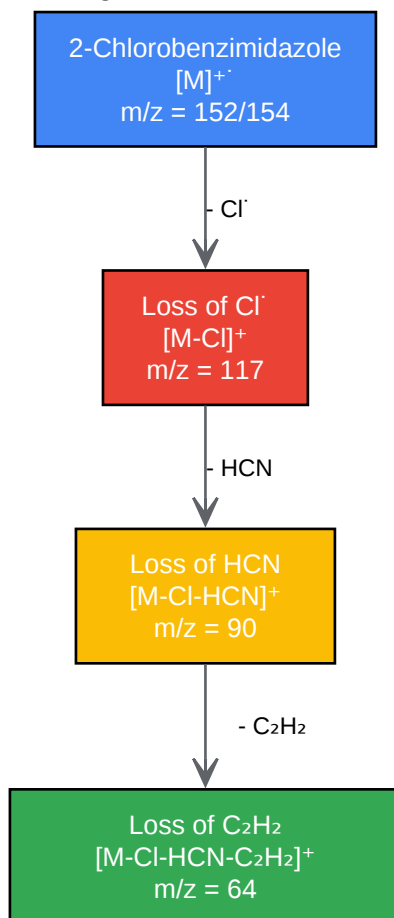 2-Chlorobenzimidazole
[M]⁺˙
m/z = 152/154
- Cl˙
Loss of Cl˙
[M-Cl]⁺
m/z = 117
- HCN
Loss of HCN
[M-Cl-HCN]⁺
m/z = 90
- C₂H₂
Loss of C₂H₂
[M-Cl-HCN-C₂H₂]⁺
m/z = 64